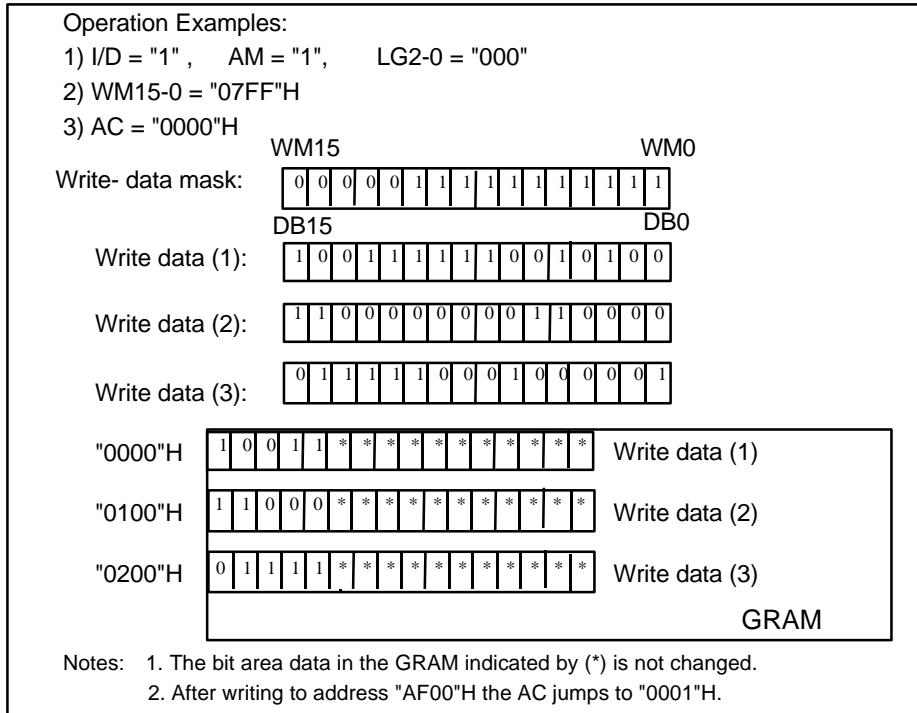 Operation Examples:
1) I/D = "1" , AM = "1", LG2-0 = "000"
2) WM15-0 = "07FF"H
3) AC = "0000"H
WM15 WM0
Write- data mask: 0 0 0 0 0 1 1 1 1 1 1 1 1 1 1 1
DB15 DB0
Write data (1): 1 0 0 1 1 1 1 1 1 0 0 1 0 1 0 0
Write data (2): 1 1 0 0 0 0 0 0 0 0 1 1 0 0 0 0
Write data (3): 0 1 1 1 1 1 0 0 0 1 0 0 0 0 0 1
"0000"H 1 0 0 1 1 * * * * * * * * * * * Write data (1)
"0100"H 1 1 0 0 0 * * * * * * * * * * * Write data (2)
"0200"H 0 1 1 1 1 * * * * * * * * * * * Write data (3)
GRAM
Notes: 1. The bit area data in the GRAM indicated by (*) is not changed.
2. After writing to address "AF00"H the AC jumps to "0001"H.